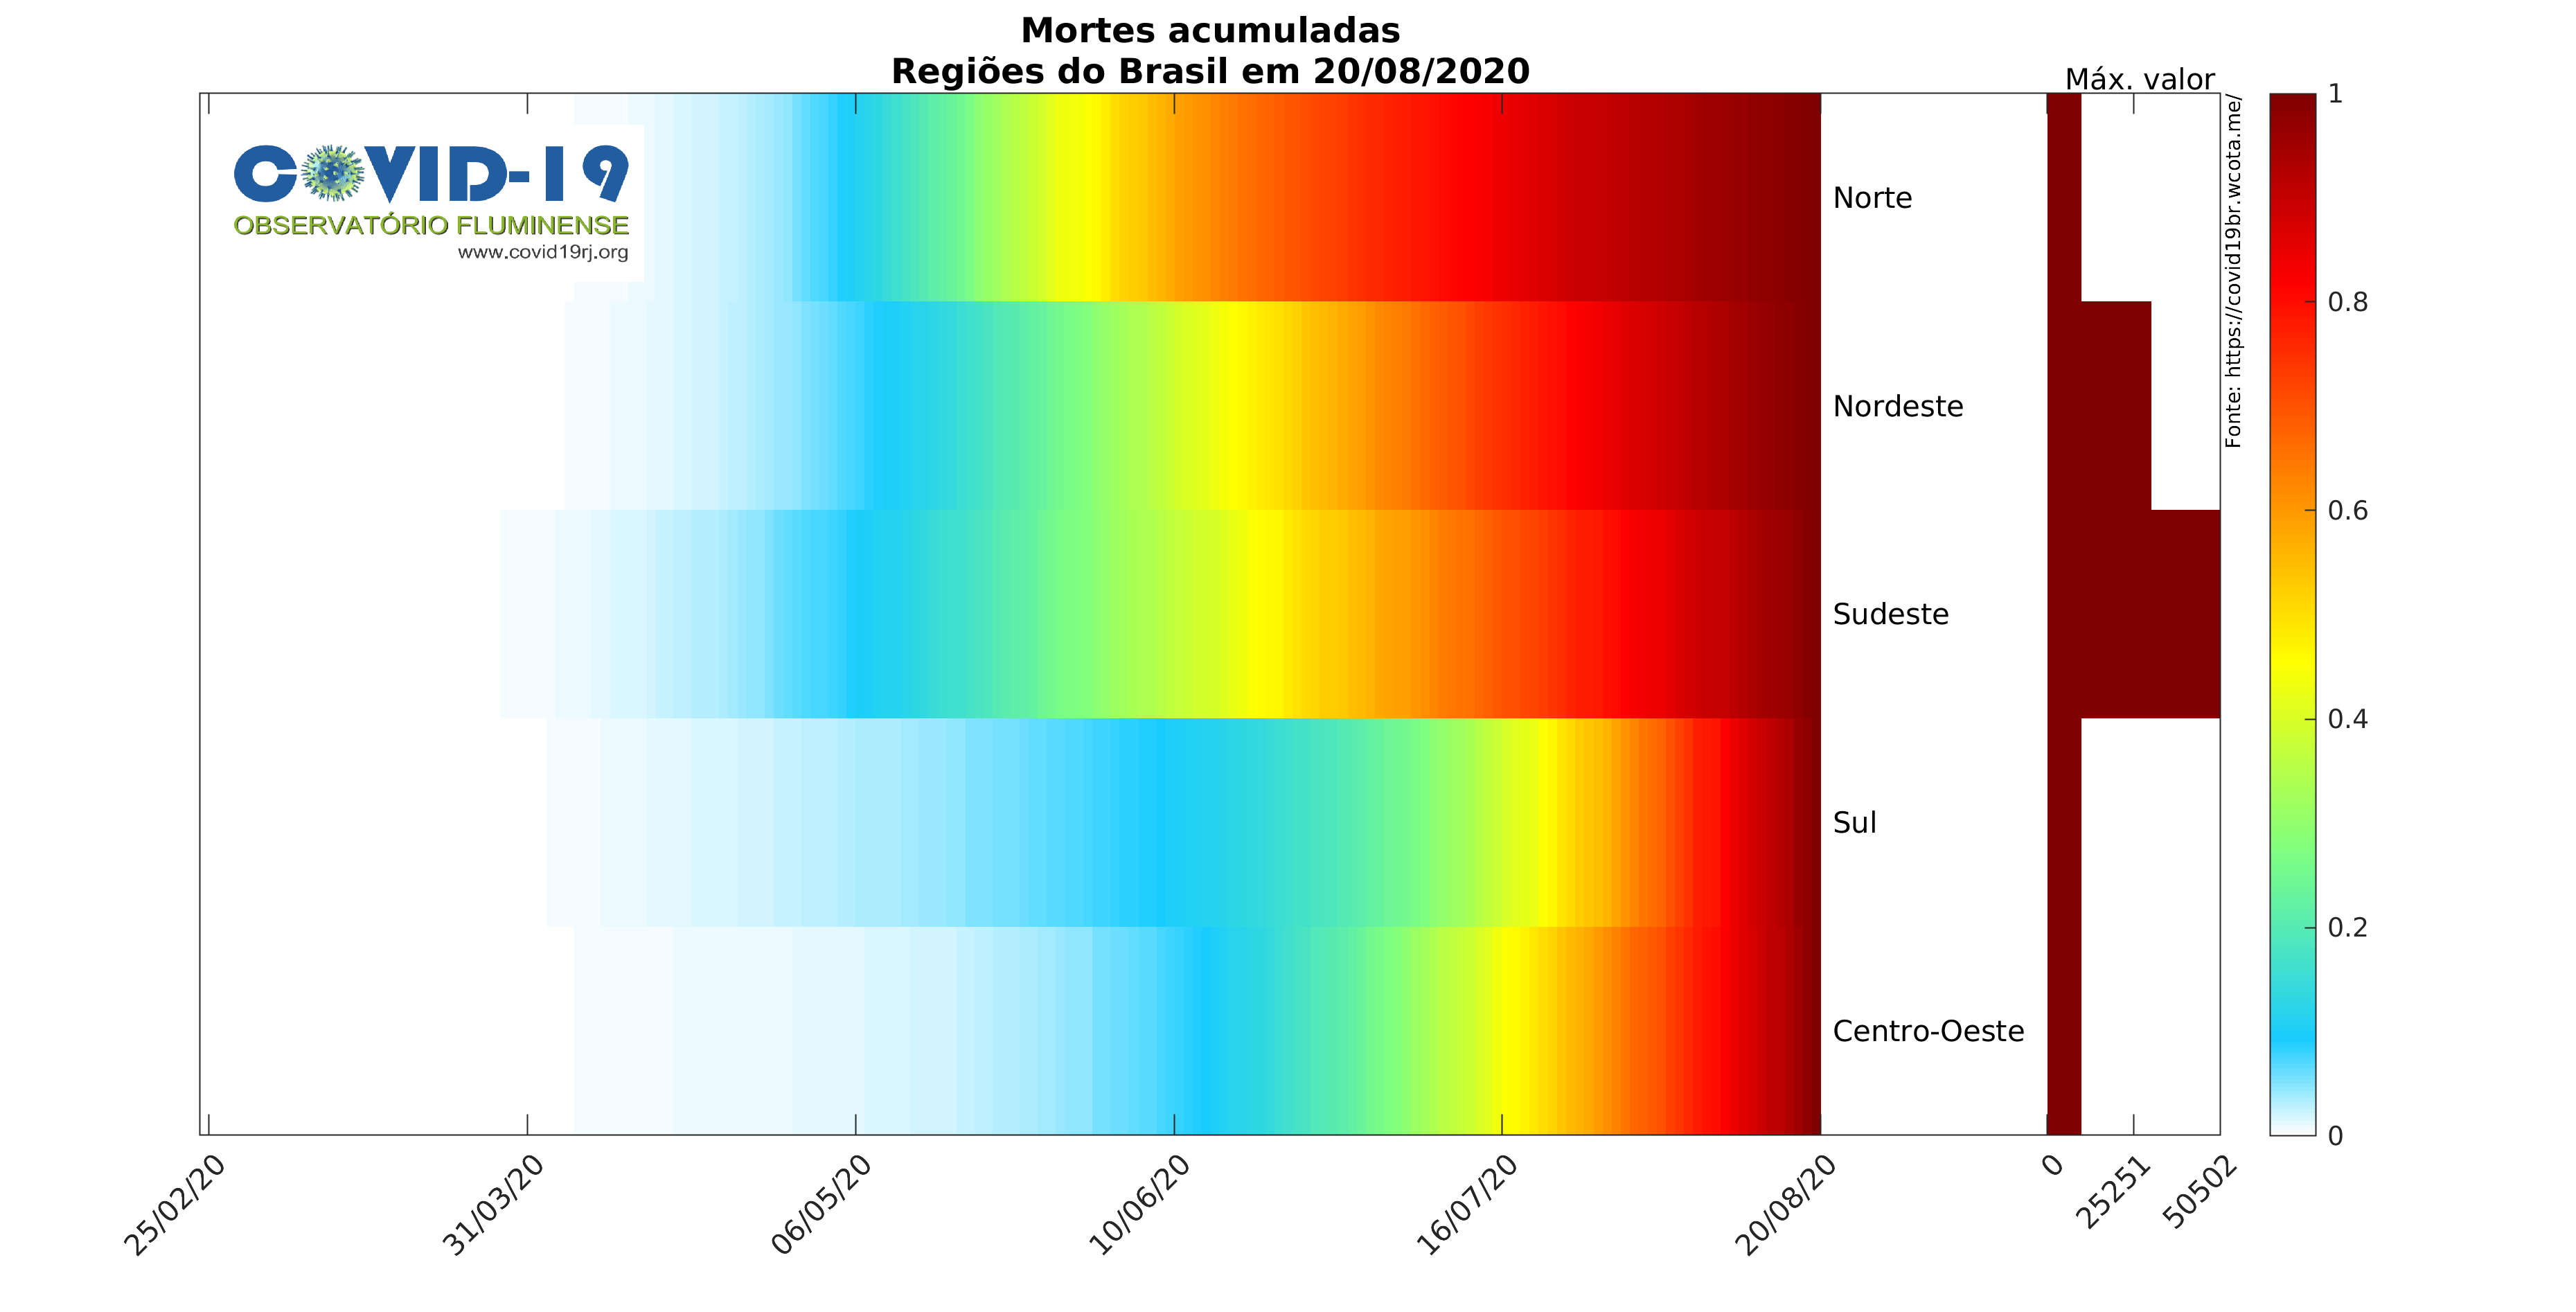 Mortes acumuladas
Regiões do Brasil em 20/08/2020
Máx. valor
COVID-19
OBSERVATÓRIO FLUMINENSE
www.covid19rj.org
Norte
Nordeste
Sudeste
Sul
Centro-Oeste
Fonte: https://covid19br.wcota.me/
1
0.8
0.6
0.4
0.2
0
25/02/20
31/03/20
06/05/20
10/06/20
16/07/20
20/08/20
0
25251
50502